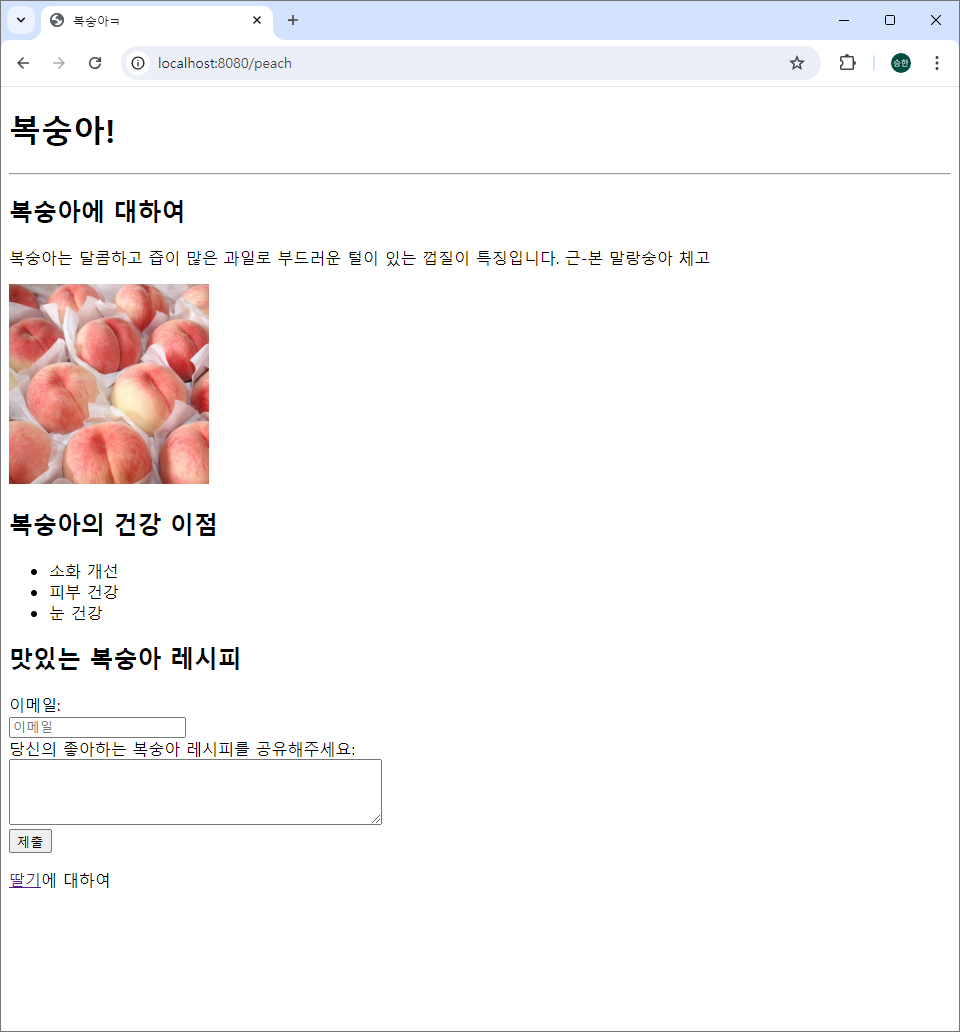 복숭아ㅋ
localhost:8080/peach
승한
복숭아!
복숭아에 대하여
복숭아는 달콤하고 즙이 많은 과일로 부드러운 털이 있는 껍질이 특징입니다. 근-본 말랑숭아 체고
복숭아의 건강 이점
소화 개선
피부 건강
눈 건강
맛있는 복숭아 레시피
이메일:
이메일
당신의 좋아하는 복숭아 레시피를 공유해주세요:
제출
딸기에 대하여